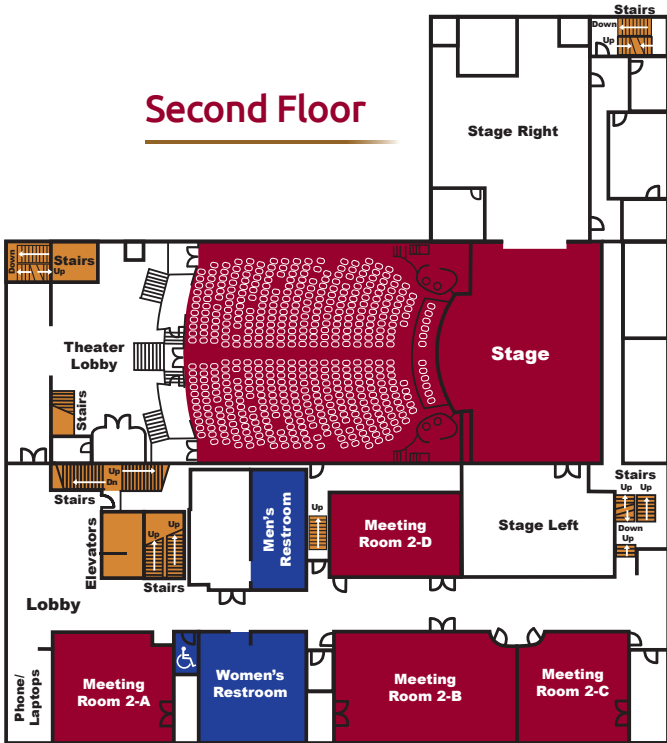 Stairs
Down
Up
Second Floor
Stage Right
Down
Stairs
Up
Theater
Lobby
Stage
Stairs
Up
Dn
Stairs
Stairs
Up
Up
Down
Up
Elevators
Up
Up
Stairs
Men's
Restroom
Up
Meeting
Room 2-D
Stage Left
Lobby
Phone/
Laptops
Meeting
Room 2-A
Women's
Restroom
Meeting
Room 2-B
Meeting
Room 2-C